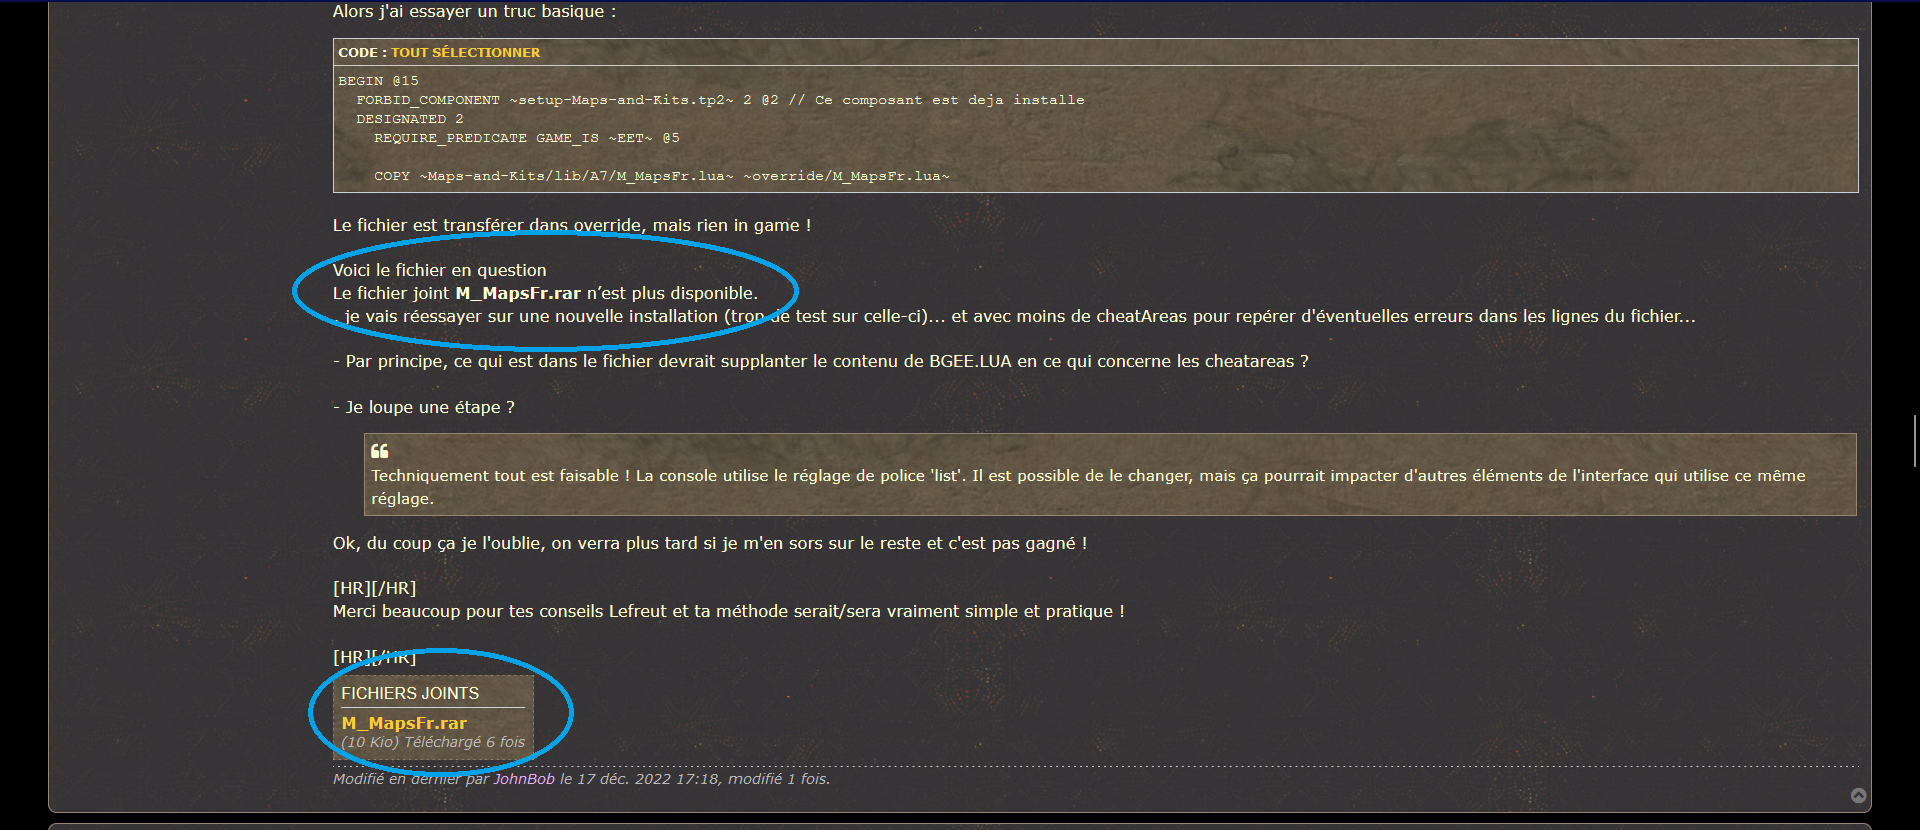 Alors j'ai essayer un truc basique :
CODE : TOUT SÉLECTIONNER
BEGIN @15
FORBID_COMPONENT ~setup-Maps-and-Kits.tp2~ 2 @2 // Ce composant est deja installe
DESIGNATED 2
REQUIRE_PREDICATE GAME_IS ~EET~ @5
COPY ~Maps-and-Kits/lib/A7/M_MapsFr.lua~ ~override/M_MapsFr.lua~
Le fichier est transférer dans override, mais rien in game !
Voici le fichier en question
Le fichier joint M_MapsFr.rar n’est plus disponible.
. je vais réessayer sur une nouvelle installation (trop de test sur celle-ci)... et avec moins de cheatAreas pour repérer d'éventuelles erreurs dans les lignes du fichier...
- Par principe, ce qui est dans le fichier devrait supplanter le contenu de BGEE.LUA en ce qui concerne les cheatareas ?
- Je loupe une étape ?
Techniquement tout est faisable ! La console utilise le réglage de police 'list'. Il est possible de le changer, mais ça pourrait impacter d'autres éléments de l'interface qui utilise ce même
réglage.
Ok, du coup ça je l'oublie, on verra plus tard si je m'en sors sur le reste et c'est pas gagné !
[HR][/HR]
Merci beaucoup pour tes conseils Lefreut et ta méthode serait/sera vraiment simple et pratique !
[HR][/HR]
FICHIERS JOINTS
M_MapsFr.rar
(10 Kio) Téléchargé 6 fois
Modifié en dernier par JohnBob le 17 déc. 2022 17:18, modifié 1 fois.